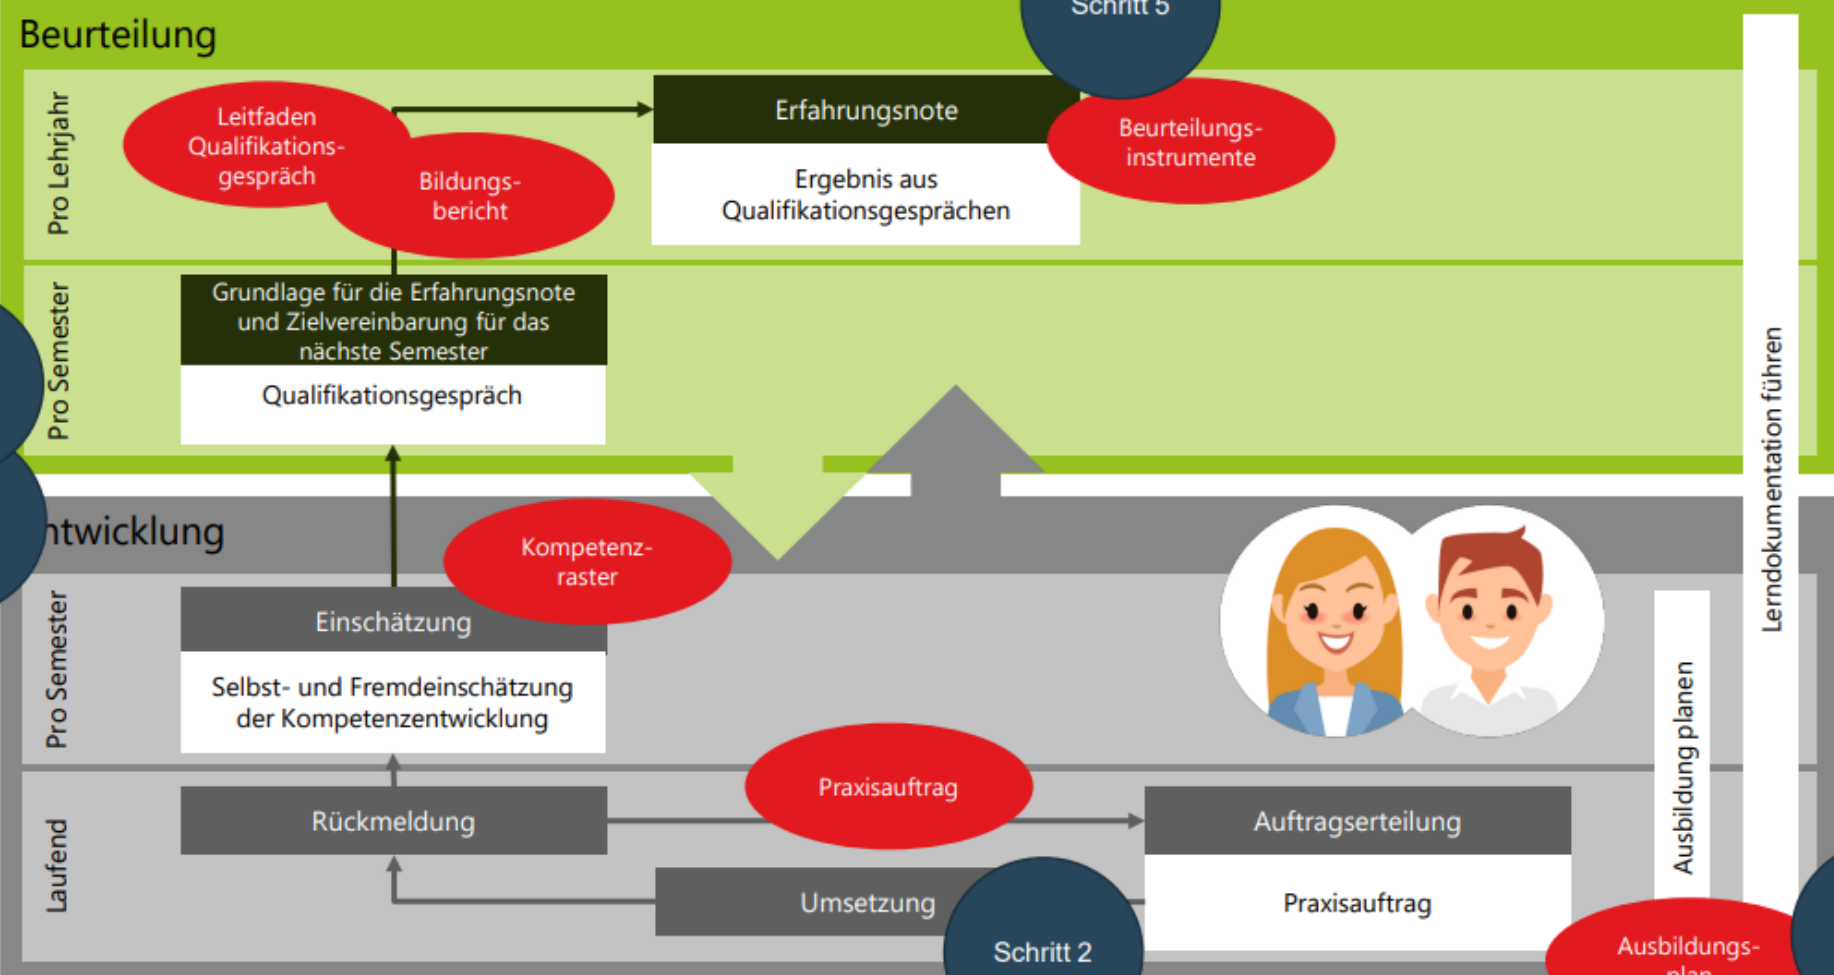 Schritt 5
Beurteilung
Pro Lehrjahr
Leitfaden
Qualifikations-
gespräch
Bildungs-
bericht
Erfahrungsnote
Ergebnis aus
Qualifikationsgesprächen
Beurteilungs-
instrumente
Pro Semester
Grundlage für die Erfahrungsnote
und Zielvereinbarung für das
nächste Semester
Qualifikationsgespräch
Lerndokumentation führen
ntwicklung
Kompetenz-
raster
Pro Semester
Einschätzung
Selbst- und Fremdeinschätzung
der Kompetenzentwicklung
Ausbildung planen
Laufend
Rückmeldung
Praxisauftrag
Auftragserteilung
Praxisauftrag
Umsetzung
Schritt 2
Ausbildungs-
plan